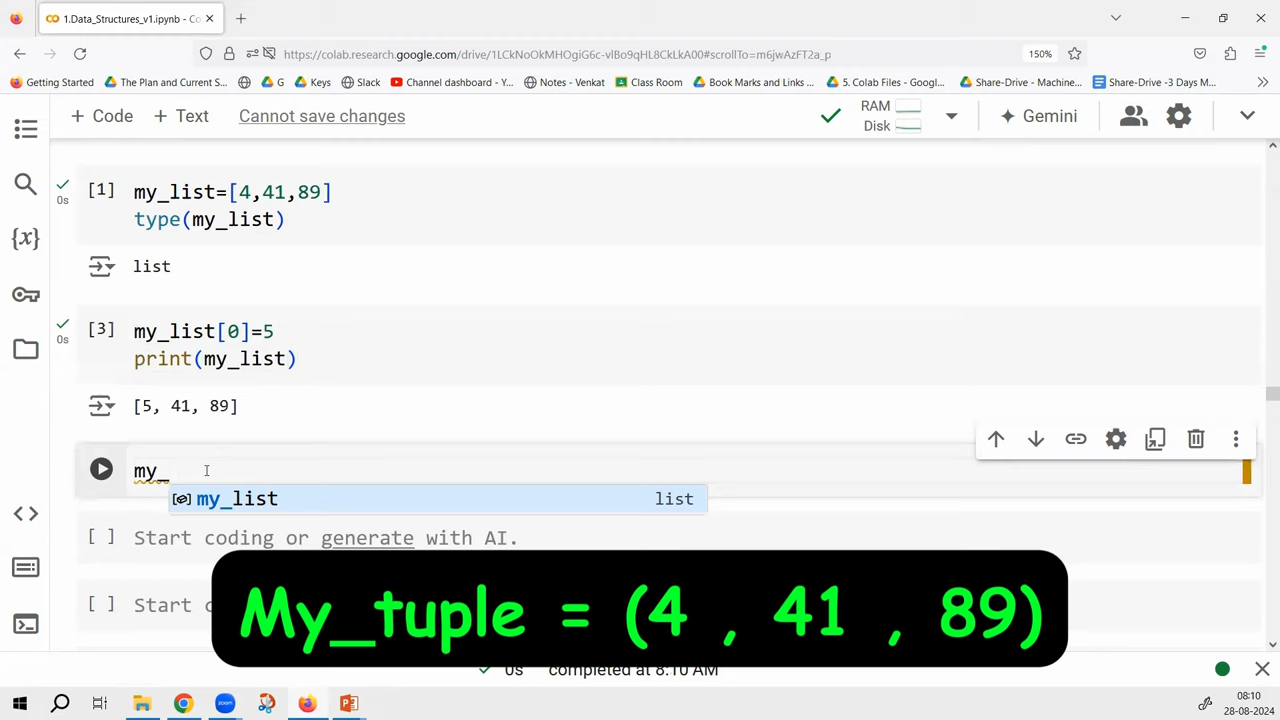 1.Data_Structures_v1.ipynb - Co
https://colab.research.google.com/drive/1LCkNoOkMHOgiG6c-vlBo9qHL8CkLkA00#scrollTo=m6jwAzFT2a_p
150%
Getting Started
The Plan and Current S...
G
Keys
Slack
Channel dashboard - Y...
Notes - Venkat
Class Room
Book Marks and Links ...
5. Colab Files - Googl...
Share-Drive - Machine...
Share-Drive -3 Days M...
+ Code + Text Cannot save changes
RAM
Disk
Gemini
[1] my_list=[4,41,89]
0s type(my_list)
list
{x}
[3] my_list[0]=5
0s print(my_list)
[5, 41, 89]
my_
my_list list
[ ] Start coding or generate with AI.
[ ] Start c
My_tuple = (4 , 41 , 89)
0s completed at 8:10 AM
zoom
08:10
28-08-2024